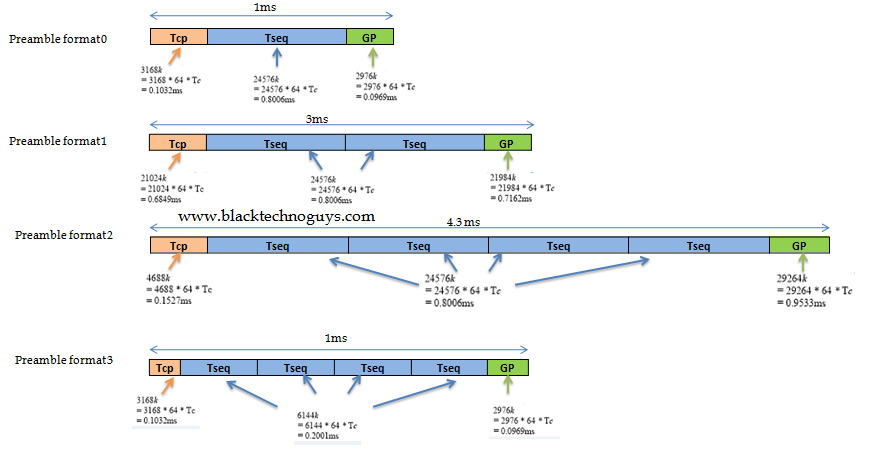 1ms
Preamble format0
Tcp Tseq GP
3168k
= 3168 * 64 * Tc
= 0.1032ms
24576k
= 24576 * 64 * Tc
= 0.8006ms
2976k
= 2976 * 64 * Tc
= 0.0969ms
3ms
Preamble format1
Tcp Tseq Tseq GP
21024k
= 21024 * 64 * Tc
= 0.6849ms
24576k
= 24576 * 64 * Tc
= 0.8006ms
21984k
= 21984 * 64 * Tc
= 0.7162ms
www.blacktechnoguys.com
4.3ms
Preamble format2
Tcp Tseq Tseq Tseq Tseq GP
4688k
= 4688 * 64 * Tc
= 0.1527ms
24576k
= 24576 * 64 * Tc
= 0.8006ms
29264k
= 29264 * 64 * Tc
= 0.9533ms
1ms
Preamble format3
Tcp Tseq Tseq Tseq Tseq GP
3168k
= 3168 * 64 * Tc
= 0.1032ms
6144k
= 6144 * 64 * Tc
= 0.2001ms
2976k
= 2976 * 64 * Tc
= 0.0969ms